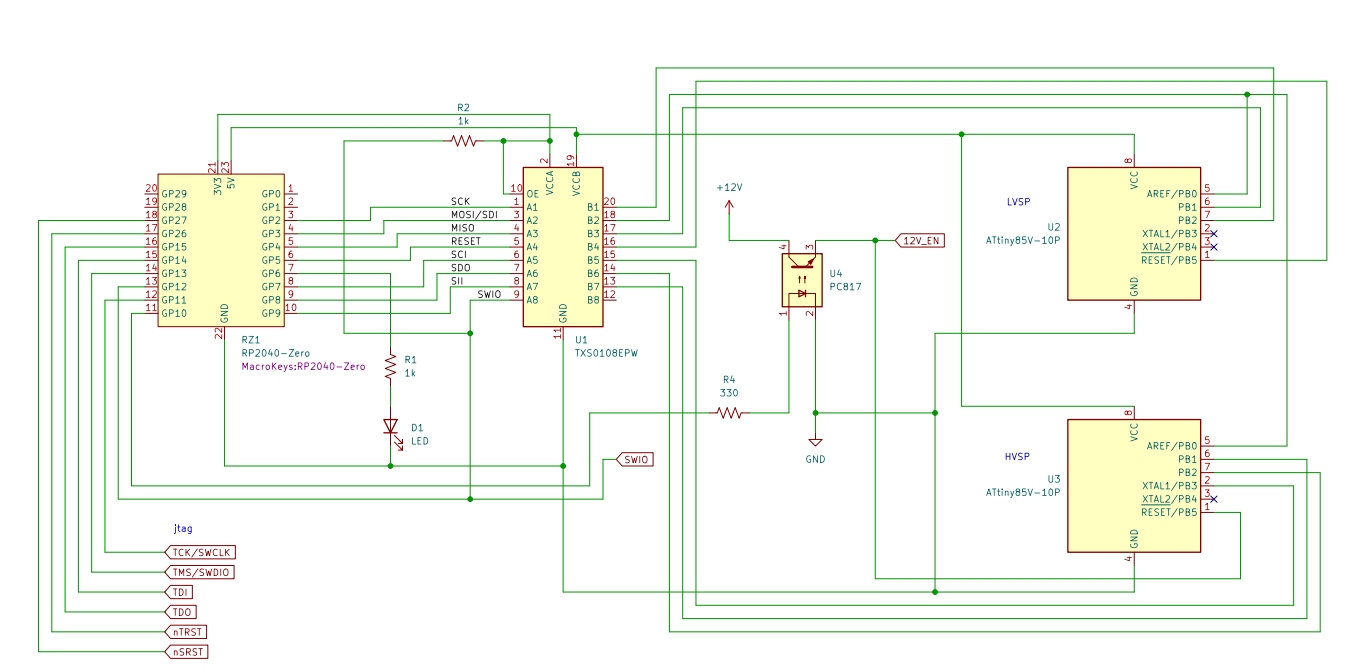 R2
1k
21
23
2
19
8
3V3
5V
VCCA
VCCB
VCC
20 GP29 GP0 1
19 GP28 GP1 2
18 GP27 GP2 3
17 GP26 GP3 4
16 GP15 GP4 5
15 GP14 GP5 6
14 GP13 GP6 7
13 GP12 GP7 8
12 GP11 GP8 9
11 GP10 GP9 10
GND
22
RZ1
RP2040-Zero
MacroKeys:RP2040-Zero
SCK
MOSI/SDI
MISO
RESET
SCI
SDO
SII
SWIO
10 OE
1 A1 B1 20
3 A2 B2 18
4 A3 B3 17
5 A4 B4 16
6 A5 B5 15
7 A6 B6 14
8 A7 B7 13
9 A8 B8 12
GND
11
U1
TXS0108EPW
R1
1k
D1
LED
+12V
12V_EN
4
3
U4
PC817
1
2
R4
330
GND
SWIO
LVSP
U2
ATtiny85V-10P
AREF/PB0 5
PB1 6
PB2 7
XTAL1/PB3 2
XTAL2/PB4 3
RESET/PB5 1
GND
4
8
VCC
HVSP
U3
ATtiny85V-10P
AREF/PB0 5
PB1 6
PB2 7
XTAL1/PB3 2
XTAL2/PB4 3
RESET/PB5 1
GND
4
jtag
TCK/SWCLK
TMS/SWDIO
TDI
TDO
nTRST
nSRST